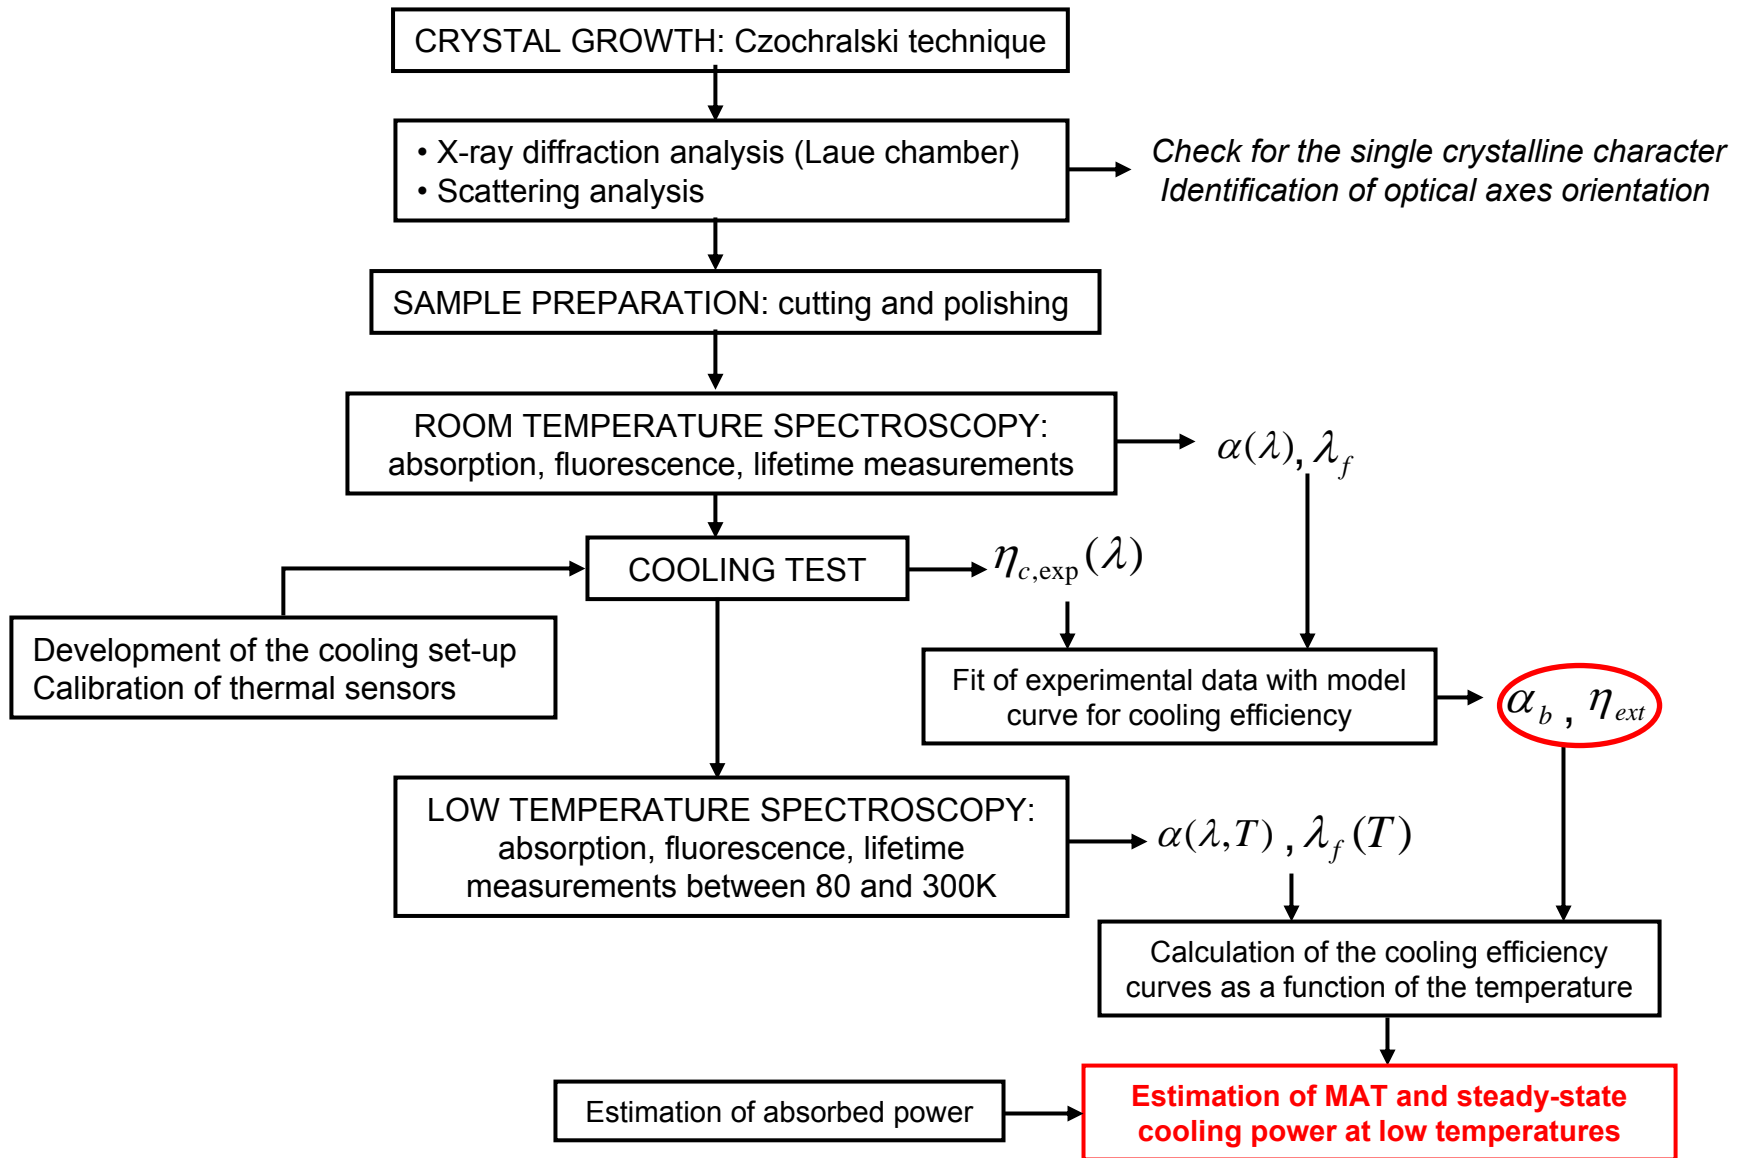 CRYSTAL GROWTH: Czochralski technique
• X-ray diffraction analysis (Laue chamber)
• Scattering analysis
Check for the single crystalline character
Identification of optical axes orientation
SAMPLE PREPARATION: cutting and polishing
ROOM TEMPERATURE SPECTROSCOPY:
absorption, fluorescence, lifetime measurements
α(λ), λ_f
COOLING TEST
η_{c,exp}(λ)
Development of the cooling set-up
Calibration of thermal sensors
Fit of experimental data with model
curve for cooling efficiency
α_b , η_{ext}
LOW TEMPERATURE SPECTROSCOPY:
absorption, fluorescence, lifetime
measurements between 80 and 300K
α(λ,T) , λ_f(T)
Calculation of the cooling efficiency
curves as a function of the temperature
Estimation of absorbed power
Estimation of MAT and steady-state
cooling power at low temperatures